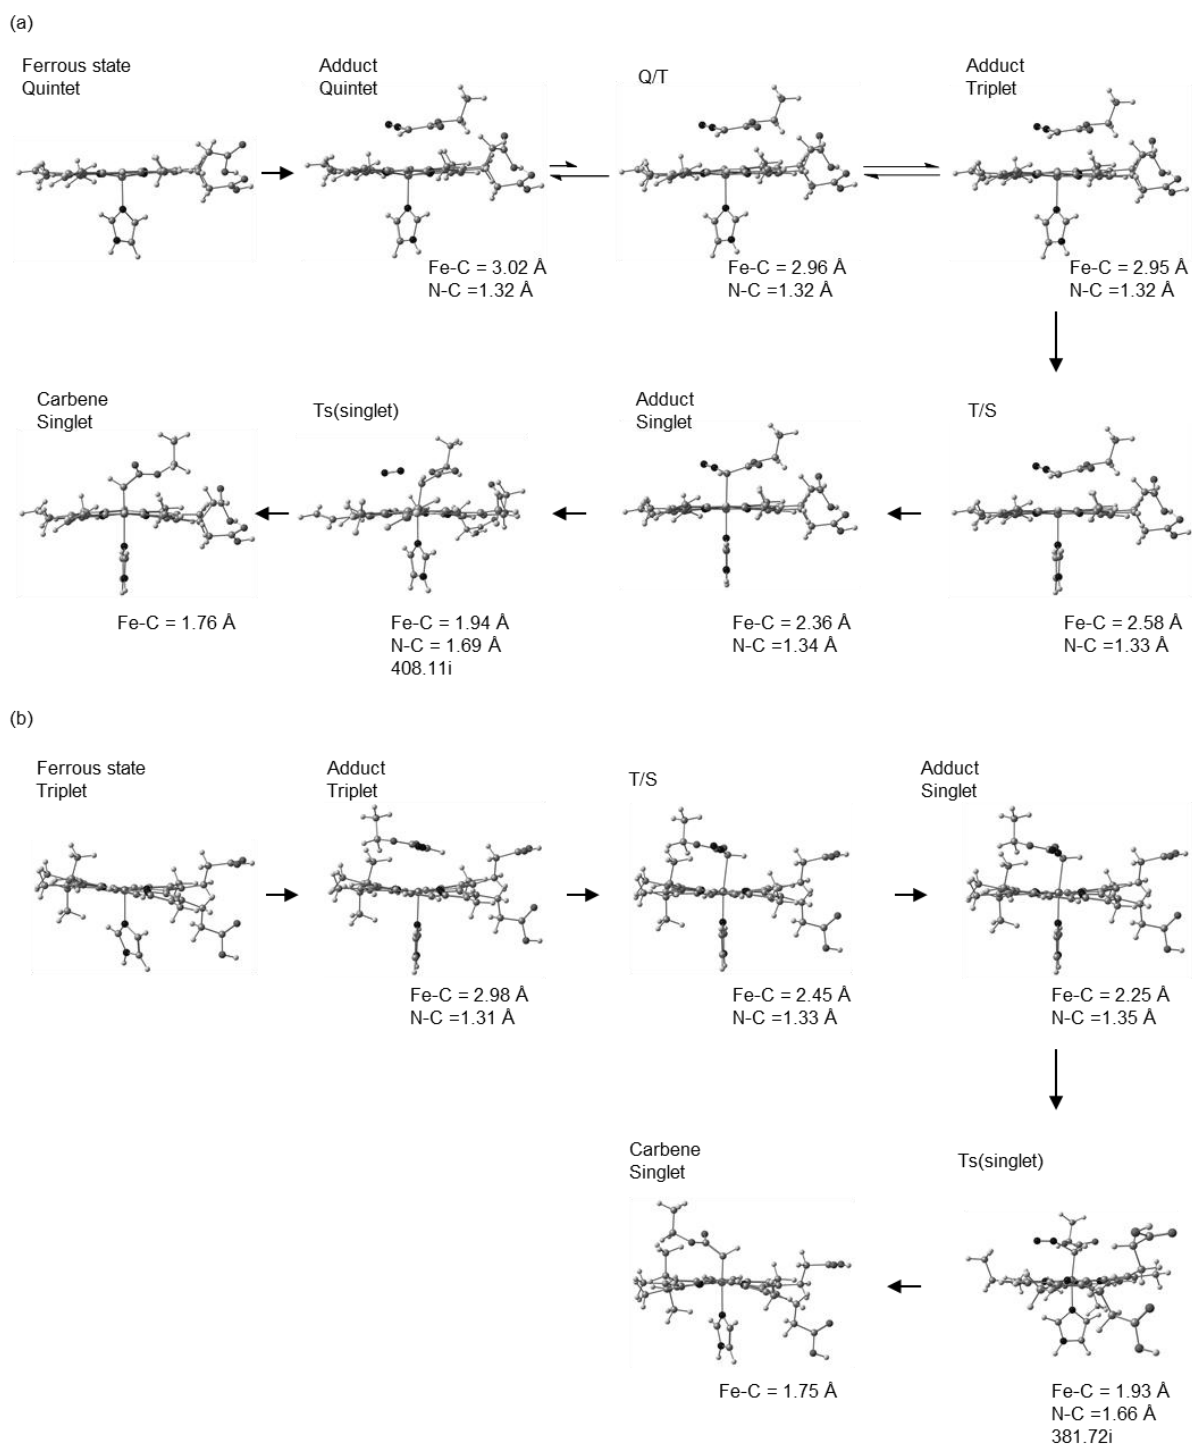 (a)
Ferrous state
Quintet
Adduct
Quintet
Q/T
Adduct
Triplet
Fe-C = 3.02 Å
N-C =1.32 Å
Fe-C = 2.96 Å
N-C =1.32 Å
Fe-C = 2.95 Å
N-C =1.32 Å
Carbene
Singlet
Ts(singlet)
Adduct
Singlet
T/S
Fe-C = 1.76 Å
Fe-C = 1.94 Å
N-C = 1.69 Å
408.11i
Fe-C = 2.36 Å
N-C =1.34 Å
Fe-C = 2.58 Å
N-C =1.33 Å
(b)
Ferrous state
Triplet
Adduct
Triplet
T/S
Adduct
Singlet
Fe-C = 2.98 Å
N-C =1.31 Å
Fe-C = 2.45 Å
N-C =1.33 Å
Fe-C = 2.25 Å
N-C =1.35 Å
Carbene
Singlet
Ts(singlet)
Fe-C = 1.75 Å
Fe-C = 1.93 Å
N-C =1.66 Å
381.72i